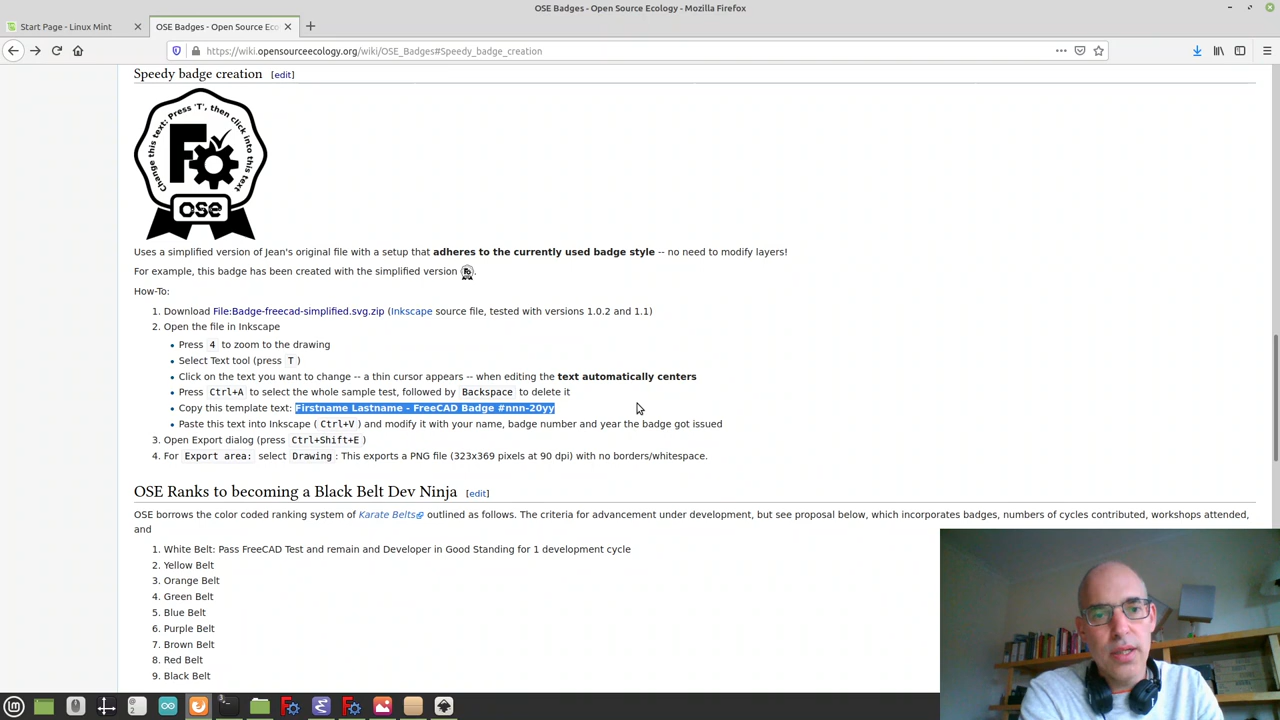 OSE Badges - Open Source Ecology - Mozilla Firefox
Start Page - Linux Mint
OSE Badges - Open Source Eco
https://wiki.opensourceecology.org/wiki/OSE_Badges#Speedy_badge_creation
Speedy badge creation [edit]
Change this text: Press 'T', then click into this text
OSE
Uses a simplified version of Jean's original file with a setup that adheres to the currently used badge style -- no need to modify layers!
For example, this badge has been created with the simplified version .
How-To:
1. Download File:Badge-freecad-simplified.svg.zip (Inkscape source file, tested with versions 1.0.2 and 1.1)
2. Open the file in Inkscape
Press 4 to zoom to the drawing
Select Text tool (press T )
Click on the text you want to change -- a thin cursor appears -- when editing the text automatically centers
Press Ctrl+A to select the whole sample test, followed by Backspace to delete it
Copy this template text: Firstname Lastname - FreeCAD Badge #nnn-20yy
Paste this text into Inkscape ( Ctrl+V ) and modify it with your name, badge number and year the badge got issued
3. Open Export dialog (press Ctrl+Shift+E )
4. For Export area: select Drawing : This exports a PNG file (323x369 pixels at 90 dpi) with no borders/whitespace.
OSE Ranks to becoming a Black Belt Dev Ninja [edit]
OSE borrows the color coded ranking system of Karate Belts outlined as follows. The criteria for advancement under development, but see proposal below, which incorporates badges, numbers of cycles contributed, workshops attended,
and
1. White Belt: Pass FreeCAD Test and remain and Developer in Good Standing for 1 development cycle
2. Yellow Belt
3. Orange Belt
4. Green Belt
5. Blue Belt
6. Purple Belt
7. Brown Belt
8. Red Belt
9. Black Belt